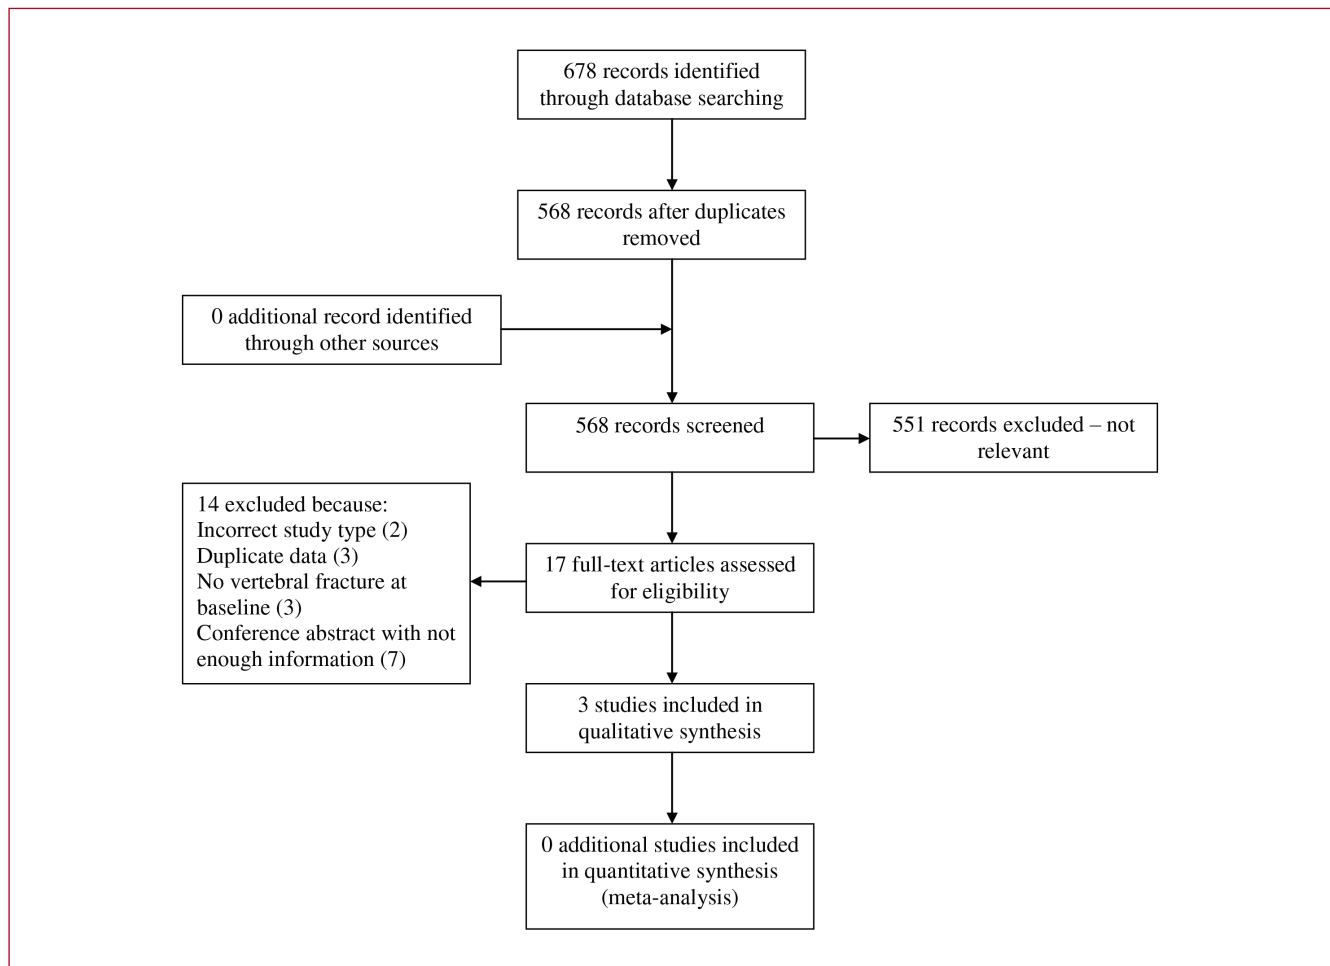 678 records identified
through database searching
568 records after duplicates
removed
0 additional record identified
through other sources
568 records screened
551 records excluded – not
relevant
14 excluded because:
Incorrect study type (2)
Duplicate data (3)
No vertebral fracture at
baseline (3)
Conference abstract with not
enough information (7)
17 full-text articles assessed
for eligibility
3 studies included in
qualitative synthesis
0 additional studies included
in quantitative synthesis
(meta-analysis)